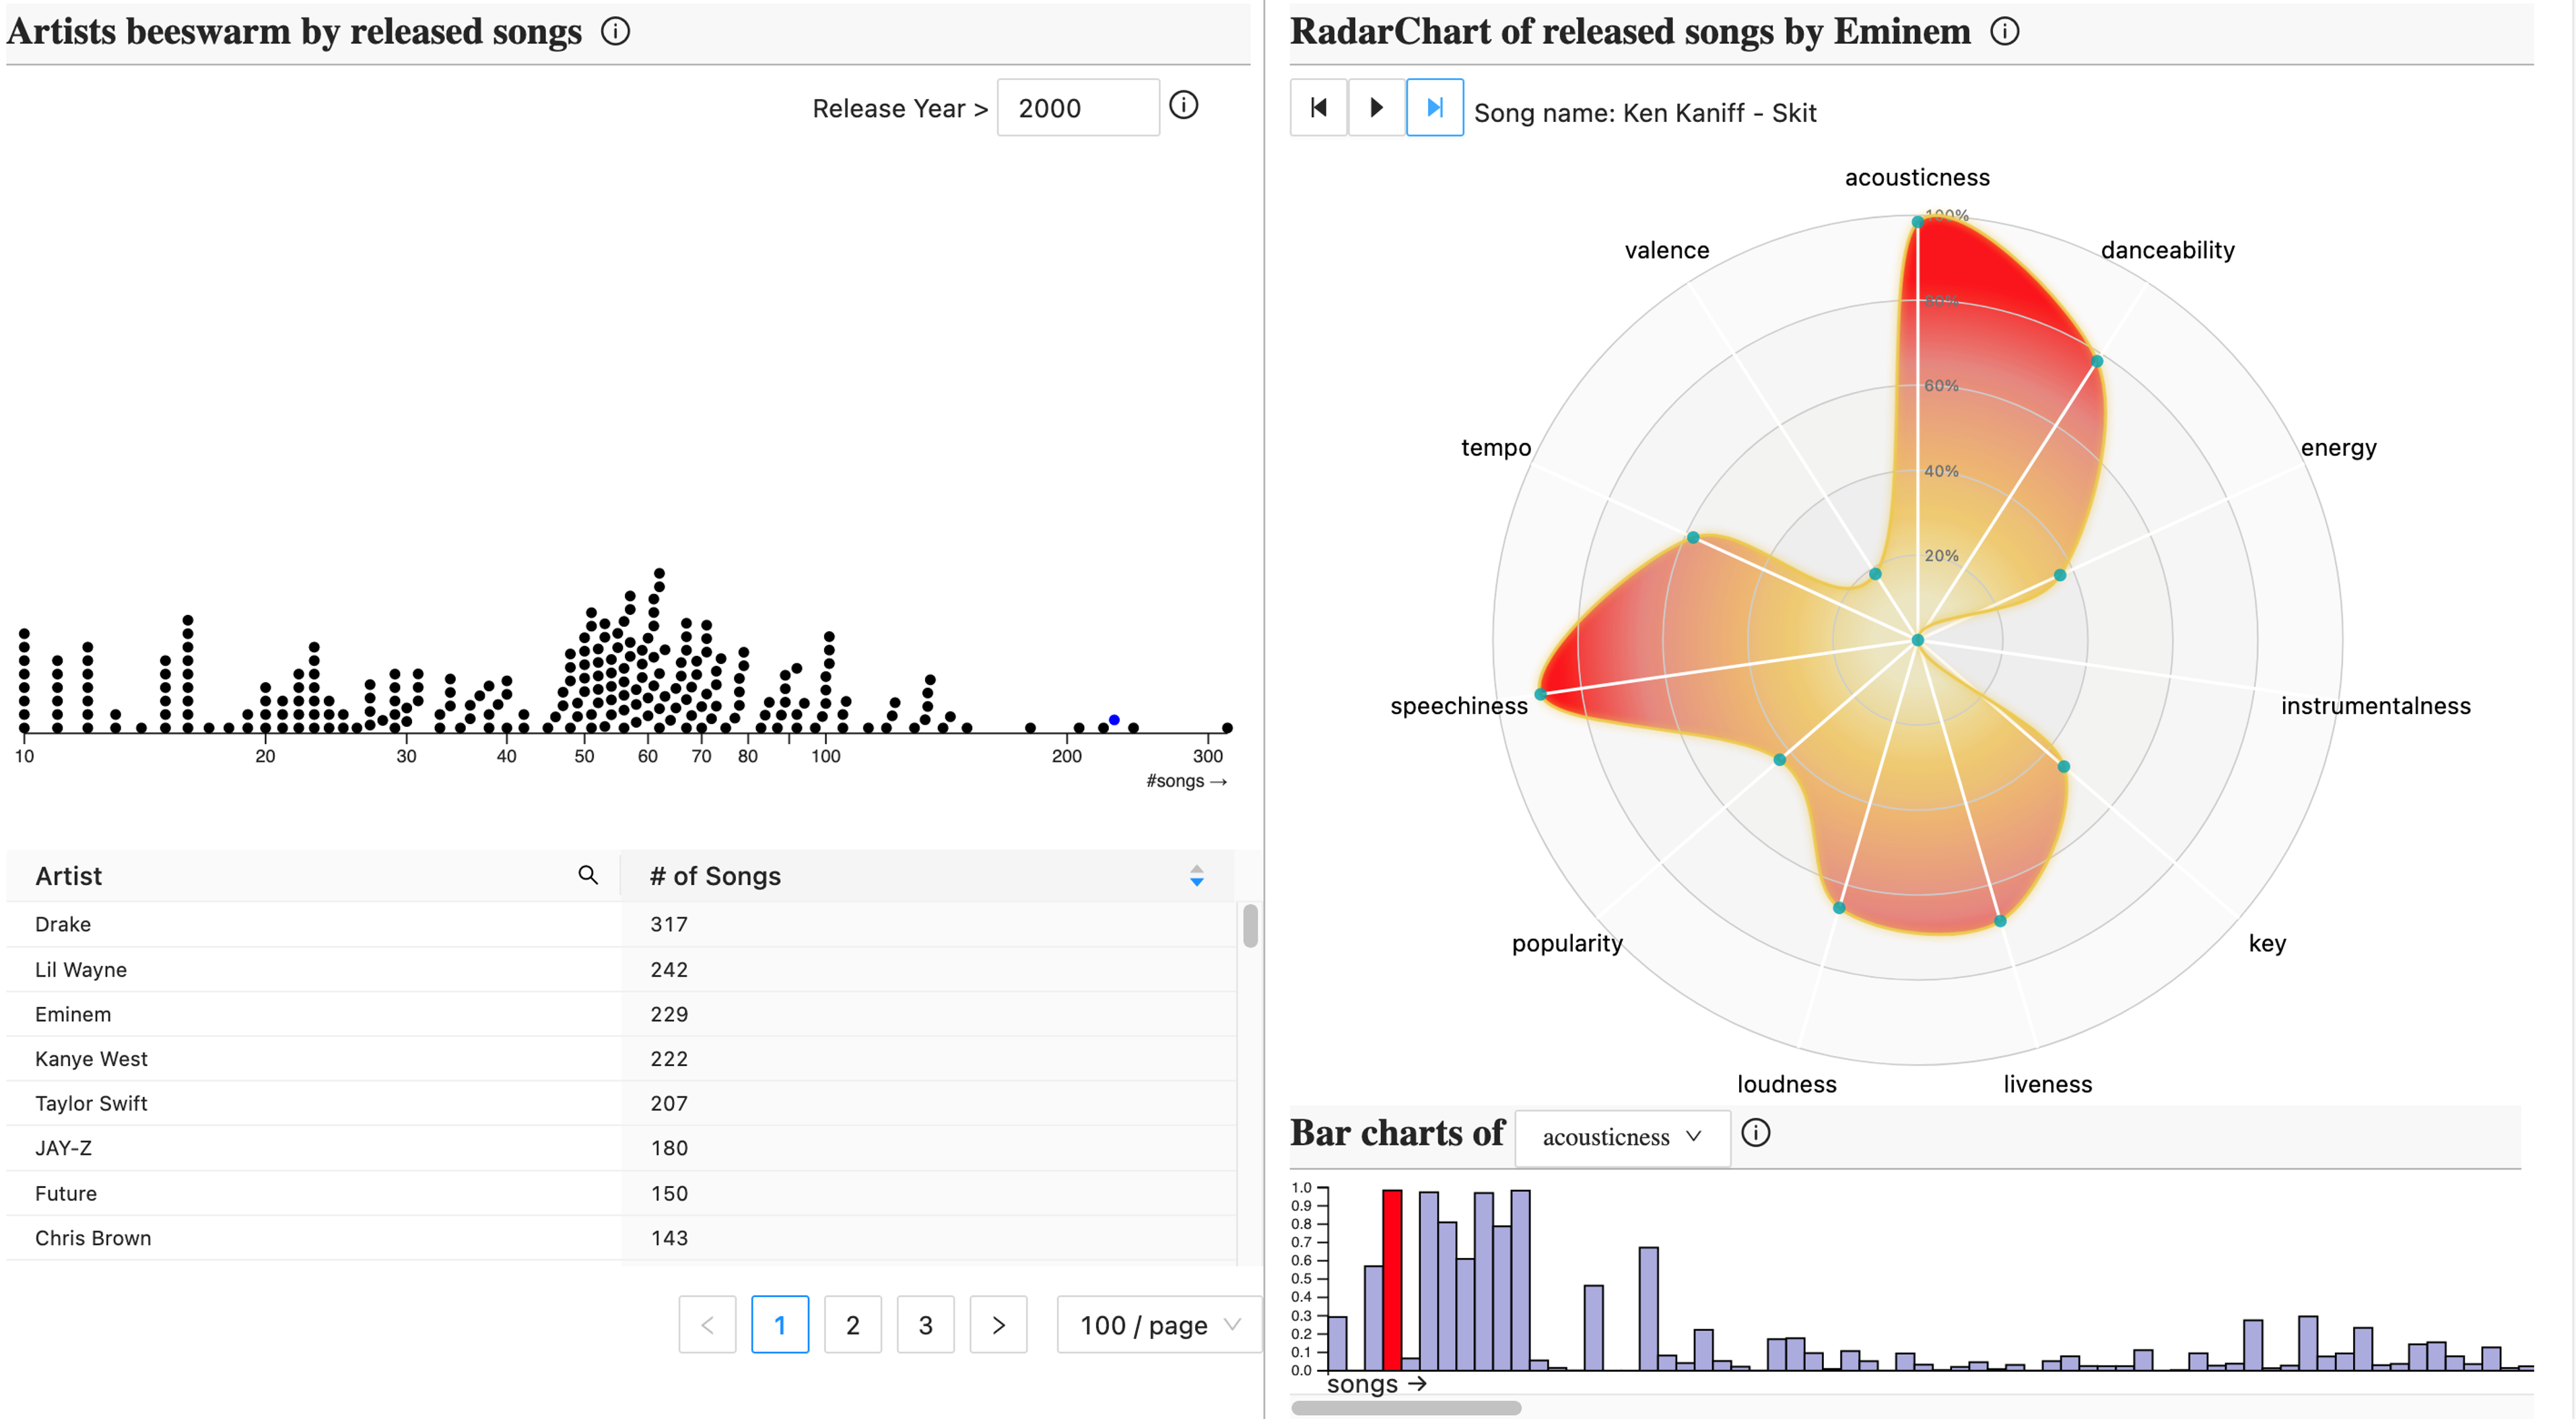 Artists beeswarm by released songs
Release Year > 2000
10 20 30 40 50 60 70 80 100 200 300
#songs →
Artist # of Songs
Drake 317
Lil Wayne 242
Eminem 229
Kanye West 222
Taylor Swift 207
JAY-Z 180
Future 150
Chris Brown 143
< 1 2 3 > 100 / page
RadarChart of released songs by Eminem
Song name: Ken Kaniff - Skit
acousticness
100%
valence
danceability
80%
60%
tempo
energy
40%
20%
speechiness
instrumentalness
popularity
key
loudness
liveness
Bar charts of acousticness
1.0
0.9
0.8
0.7
0.6
0.5
0.4
0.3
0.2
0.1
0.0
songs →